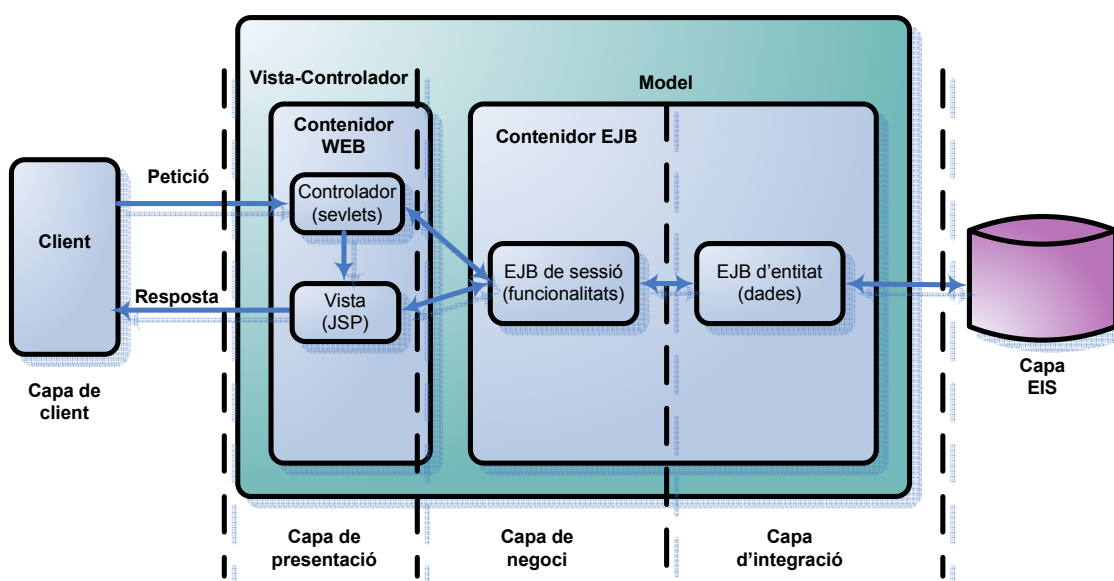 Vista-Controlador
Model
Contenidor
WEB
Contenidor EJB
Petició
Controlador
(sevlets)
Client
EJB de sessió
(funcionalitats)
EJB d'entitat
(dades)
Resposta
Vista
(JSP)
Capa de
client
Capa
EIS
Capa de
presentació
Capa de
negoci
Capa
d'integració